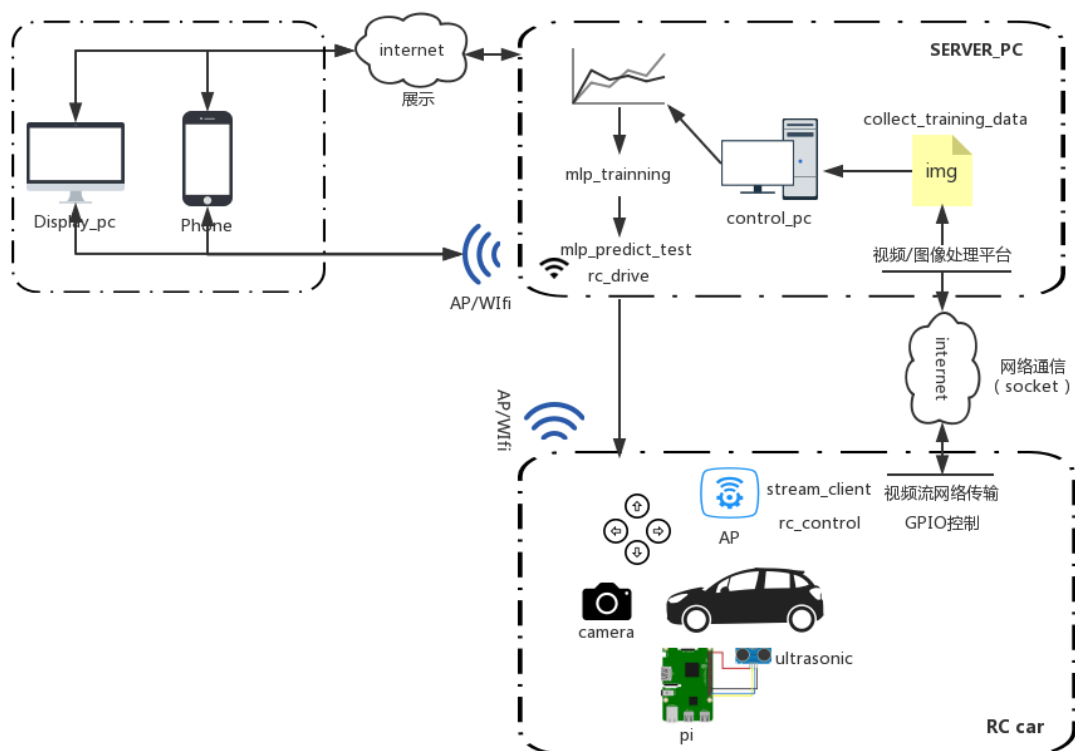 internet
展示
SERVER_PC
collect_training_data
img
mlp_trainning
control_pc
Display_pc
Phone
mlp_predict_test
rc_drive
视频/图像处理平台
AP/WIfi
internet
网络通信
（socket）
AP/WIfi
stream_client
rc_control
AP
视频流网络传输
GPIO控制
camera
ultrasonic
pi
RC car